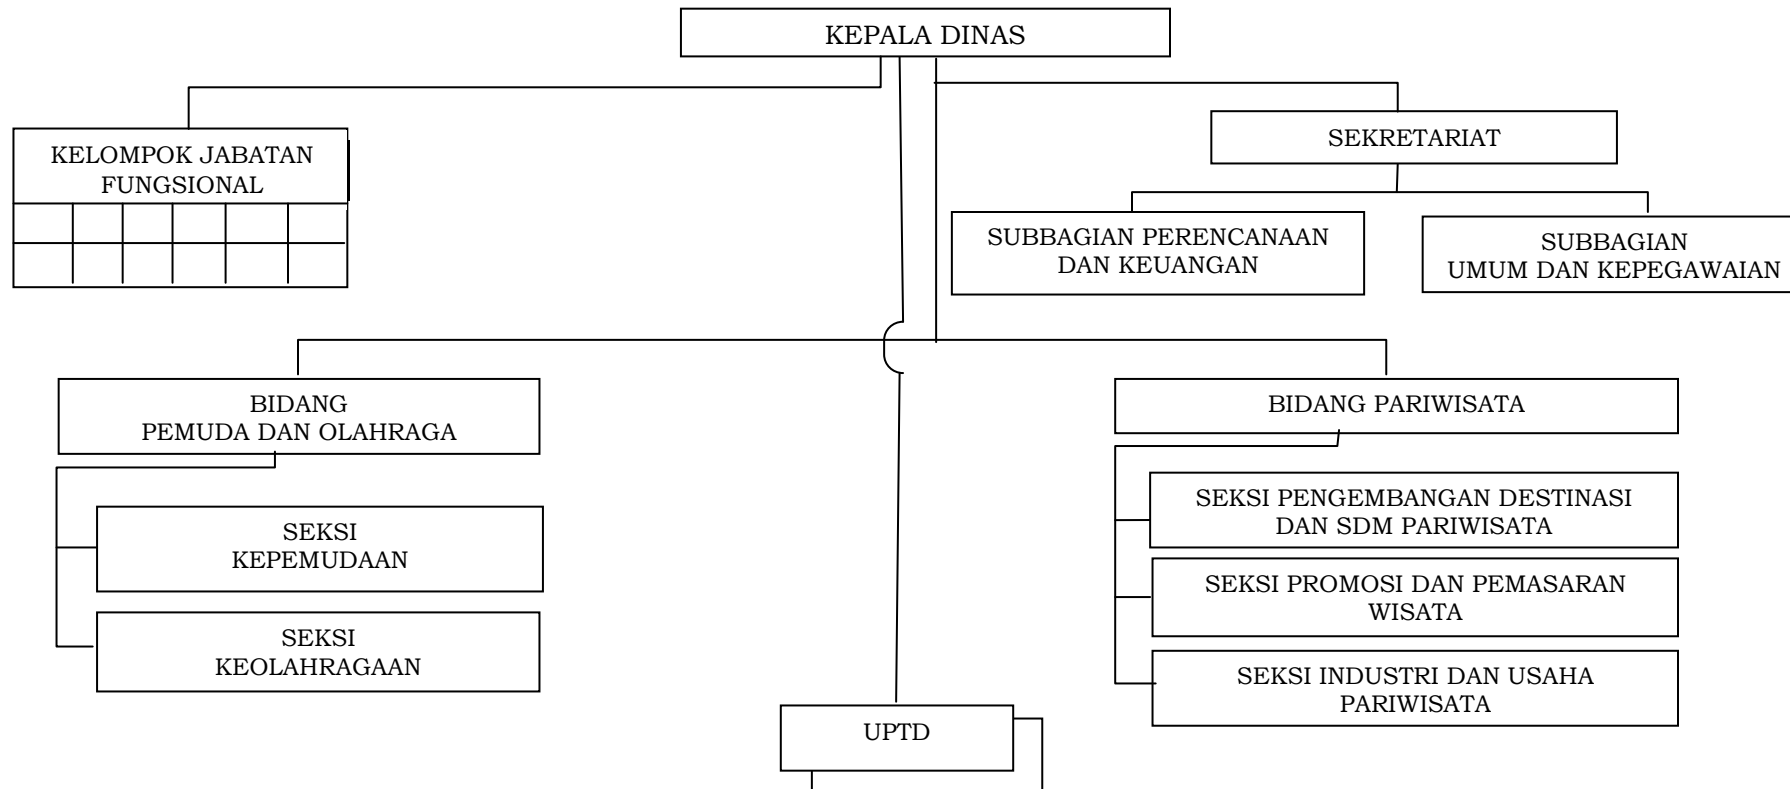 KEPALA DINAS
KELOMPOK JABATAN
FUNGSIONAL
SEKRETARIAT
SUBBAGIAN PERENCANAAN
DAN KEUANGAN
SUBBAGIAN
UMUM DAN KEPEGAWAIAN
BIDANG
PEMUDA DAN OLAHRAGA
SEKSI
KEPEMUDAAN
SEKSI
KEOLAHRAGAAN
BIDANG PARIWISATA
SEKSI PENGEMBANGAN DESTINASI
DAN SDM PARIWISATA
SEKSI PROMOSI DAN PEMASARAN
WISATA
SEKSI INDUSTRI DAN USAHA
PARIWISATA
UPTD